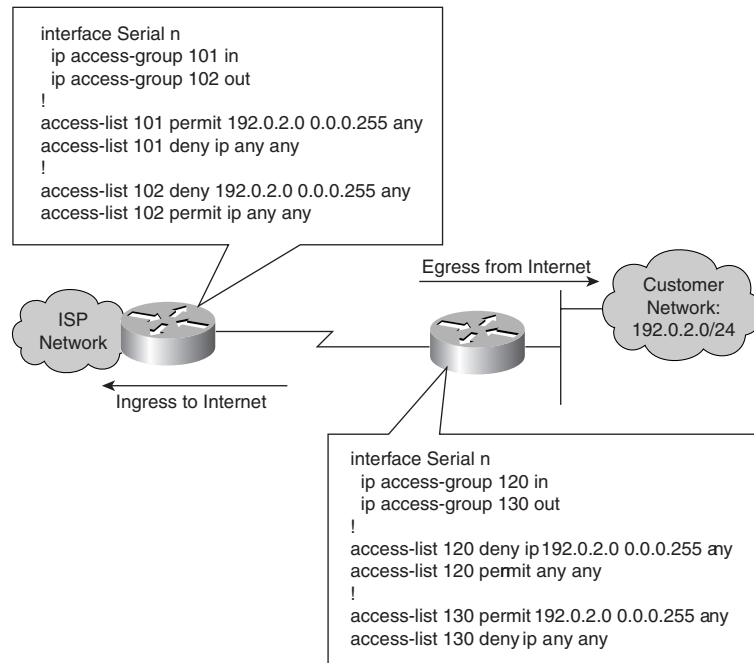 interface Serial n
ip access-group 101 in
ip access-group 102 out
!
access-list 101 permit 192.0.2.0 0.0.0.255 any
access-list 101 deny ip any any
!
access-list 102 deny 192.0.2.0 0.0.0.255 any
access-list 102 permit ip any any
Egress from Internet
Customer
Network:
192.0.2.0/24
ISP
Network
Ingress to Internet
interface Serial n
ip access-group 120 in
ip access-group 130 out
!
access-list 120 deny ip 192.0.2.0 0.0.0.255 any
access-list 120 permit any any
!
access-list 130 permit 192.0.2.0 0.0.0.255 any
access-list 130 deny ip any any